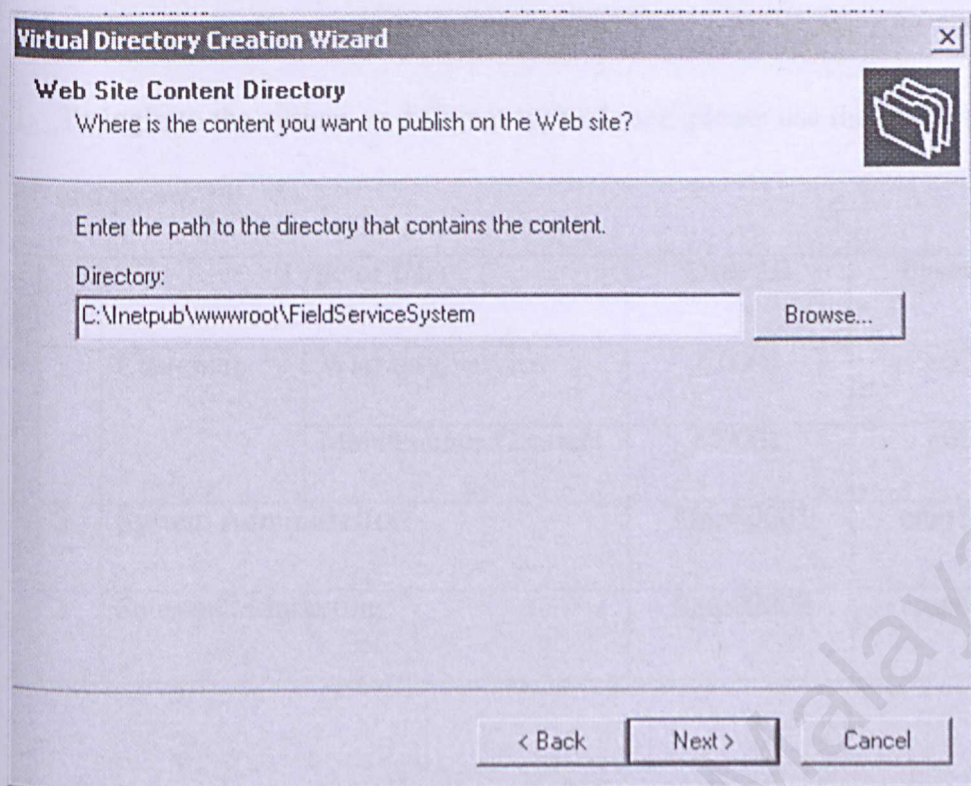 Virtual Directory Creation Wizard
Web Site Content Directory
Where is the content you want to publish on the Web site?
Enter the path to the directory that contains the content.
Directory:
C:\Inetpub\wwwroot\FieldServiceSystem
Browse...
< Back
Next >
Cancel
Malaya